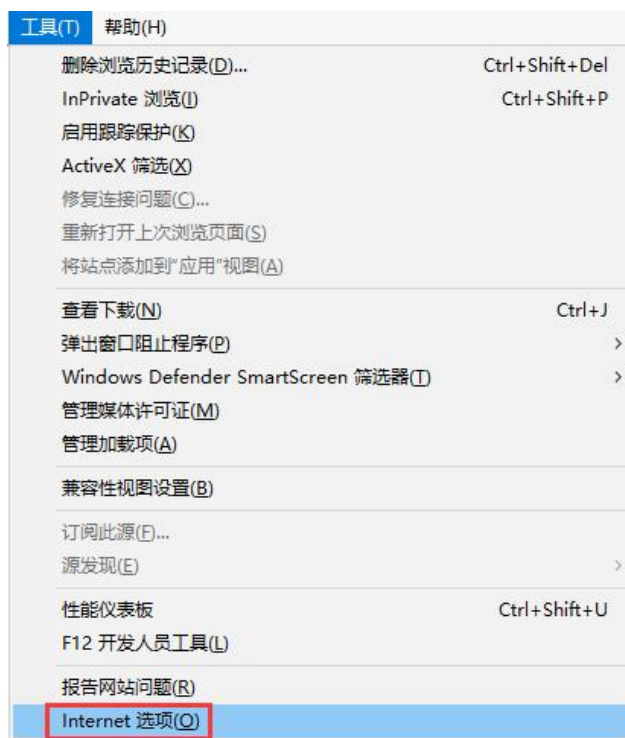 工具(T) 帮助(H)
删除浏览历史记录(D)... Ctrl+Shift+Del
InPrivate 浏览(I) Ctrl+Shift+P
启用跟踪保护(K)
ActiveX 筛选(X)
修复连接问题(C)...
重新打开上次浏览页面(S)
将站点添加到“应用”视图(A)
查看下载(N) Ctrl+J
弹出窗口阻止程序(P)
Windows Defender SmartScreen 筛选器(T)
管理媒体许可证(M)
管理加载项(A)
兼容性视图设置(B)
订阅此源(F)...
源发现(E)
性能仪表板 Ctrl+Shift+U
F12 开发人员工具(L)
报告网站问题(R)
Internet 选项(O)